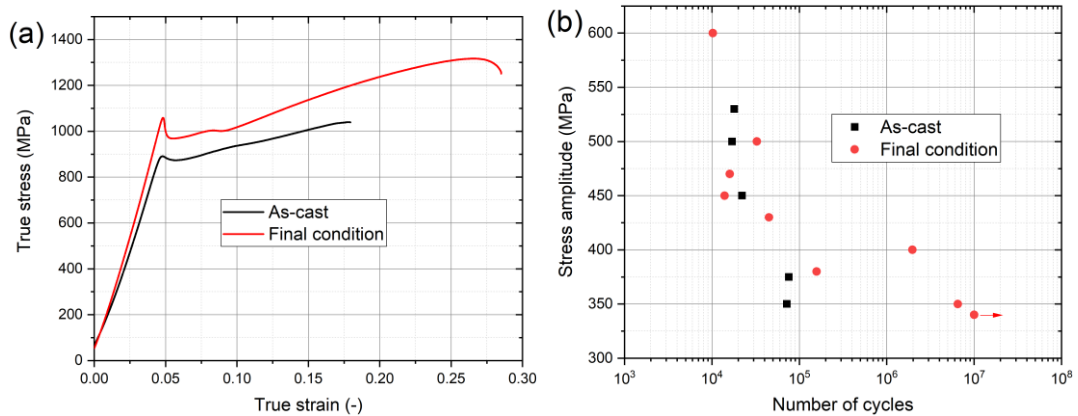 (a)
True stress (MPa)
1400
1200
1000
800
600
400
200
0
As-cast
Final condition
0.00 0.05 0.10 0.15 0.20 0.25 0.30
True strain (-)
(b)
Stress amplitude (MPa)
600
550
500
450
400
350
300
As-cast
Final condition
10³ 10⁴ 10⁵ 10⁶ 10⁷ 10⁸
Number of cycles